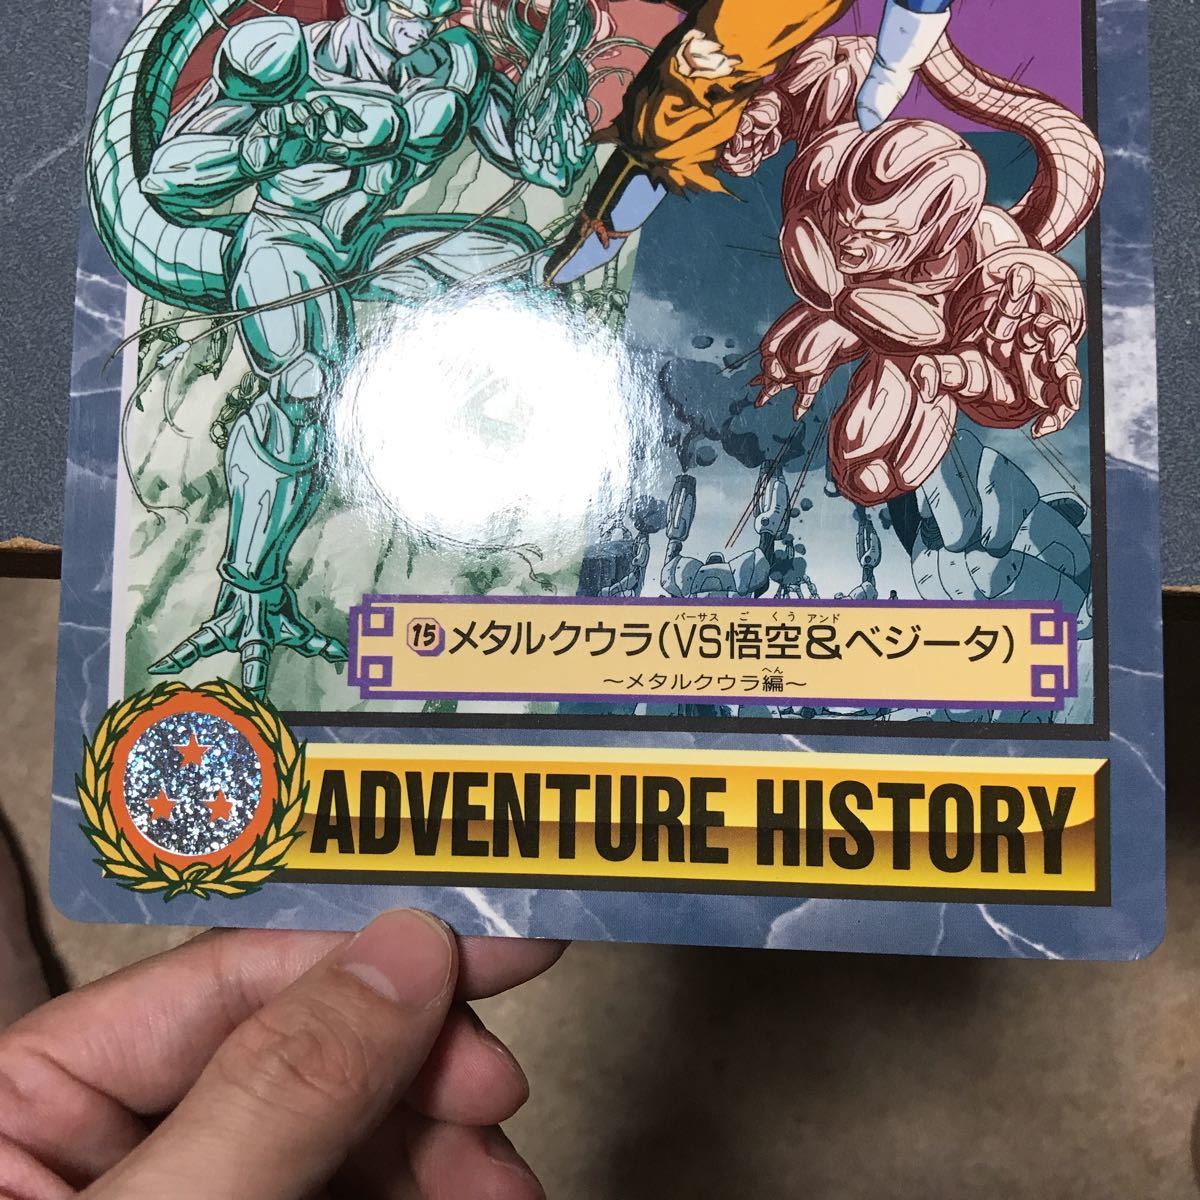 15 メタルクウラ(VS悟空&ベジータ)
バーサス ごくう アンド
〜メタルクウラ編〜
へん
ADVENTURE HISTORY